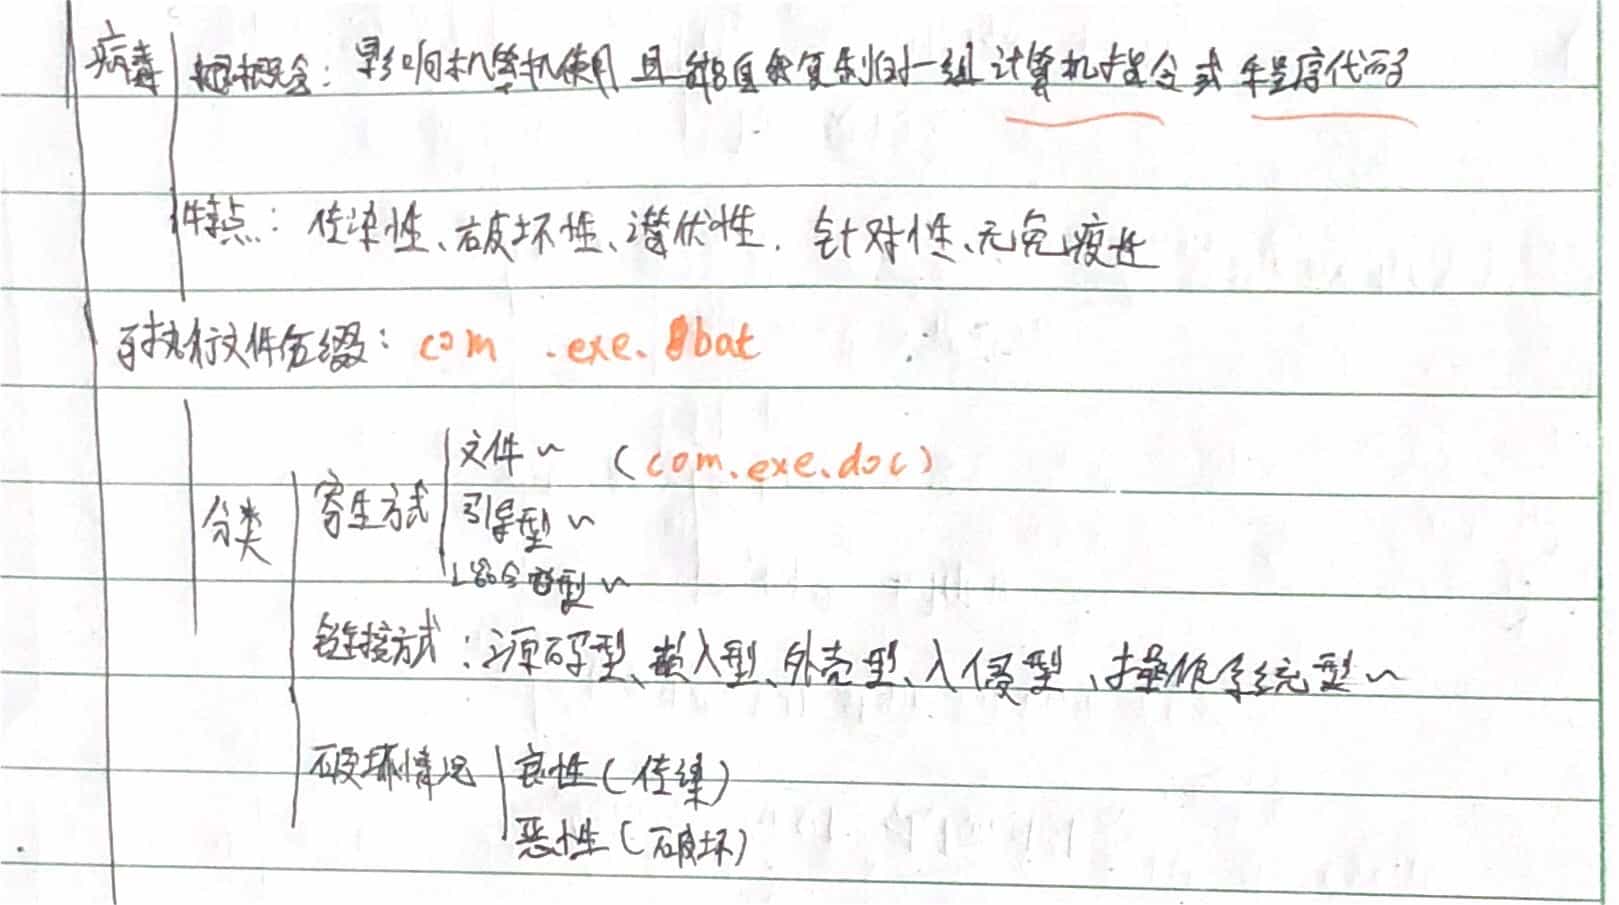 病毒 概念：影响机算机使用且能自我复制的一组计算机指令或程序代码
特点：传染性、破坏性、潜伏性．针对性、无免疫性
可执行文件后缀：com .exe. bat
文件～ （com.exe.doc）
分类 寄生方式 引导型～
混合型～
链接方式：源码型、嵌入型、外壳型、入侵型、操作系统型～
破坏情况 良性（传染）
恶性（破坏）